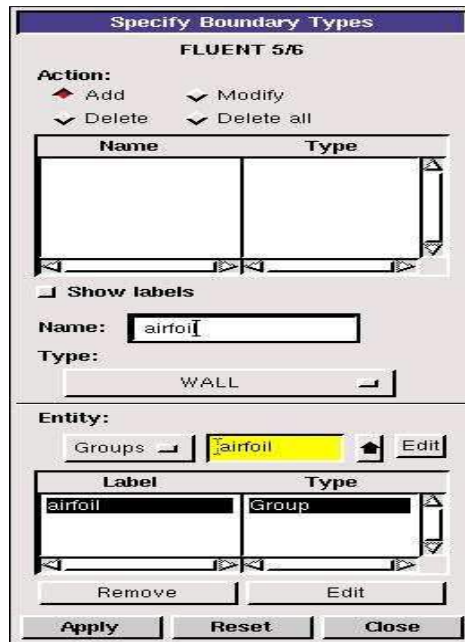 Specify Boundary Types
FLUENT 5/6
Action:
Add Modify
Delete Delete all
Name Type
Show labels
Name: airfoil
Type:
WALL
Entity:
Groups airfoil Edit
Label Type
airfoil Group
Remove Edit
Apply Reset Close